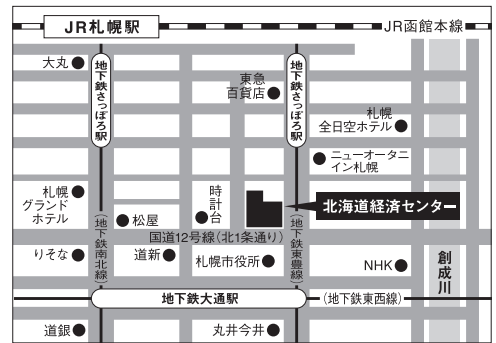 JR札幌駅
JR函館本線
大丸
地下鉄さっぽろ駅
東急
百貨店
地下鉄さっぽろ駅
札幌
全日空ホテル
ニューオータニ
イン札幌
札幌
グランド
ホテル
松屋
時計台
北海道経済センター
国道12号線(北1条通り)
(地下鉄南北線)
(地下鉄東豊線)
りそな
道新
札幌市役所
NHK
創成川
地下鉄大通駅
(地下鉄東西線)
道銀
丸井今井